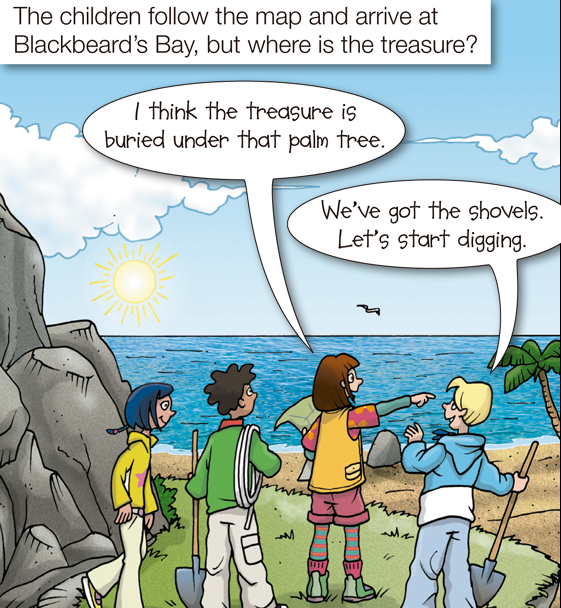 The children follow the map and arrive at
Blackbeard's Bay, but where is the treasure?
I think the treasure is
buried under that palm tree.
We've got the shovels.
Let's start digging.